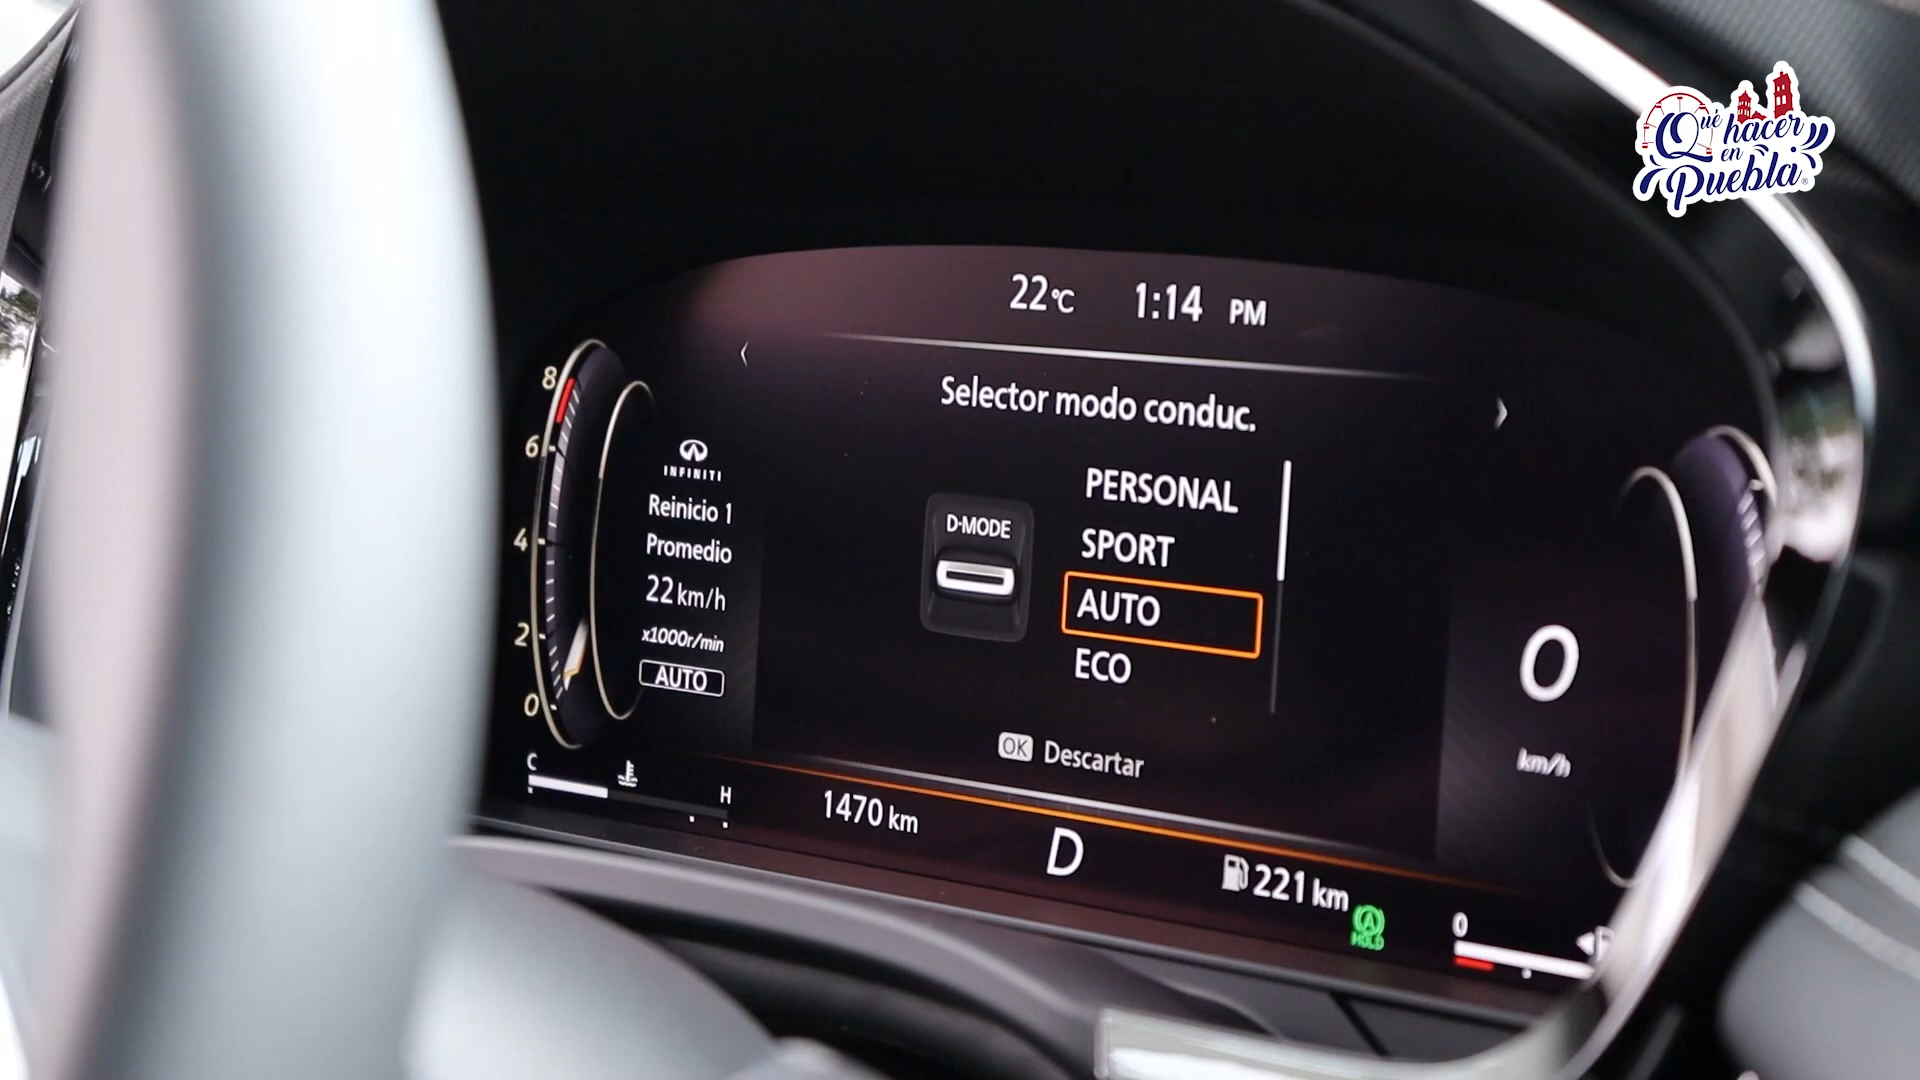 Qué hacer
en
Puebla®
22°C 1:14 PM
Selector modo conduc.
8
6
4
2
0
INFINITI
Reinicio 1
Promedio
22 km/h
x1000r/min
AUTO
D-MODE
PERSONAL
SPORT
AUTO
ECO
OK Descartar
0
km/h
C
H
1470 km
D
221 km
A
HOLD
0